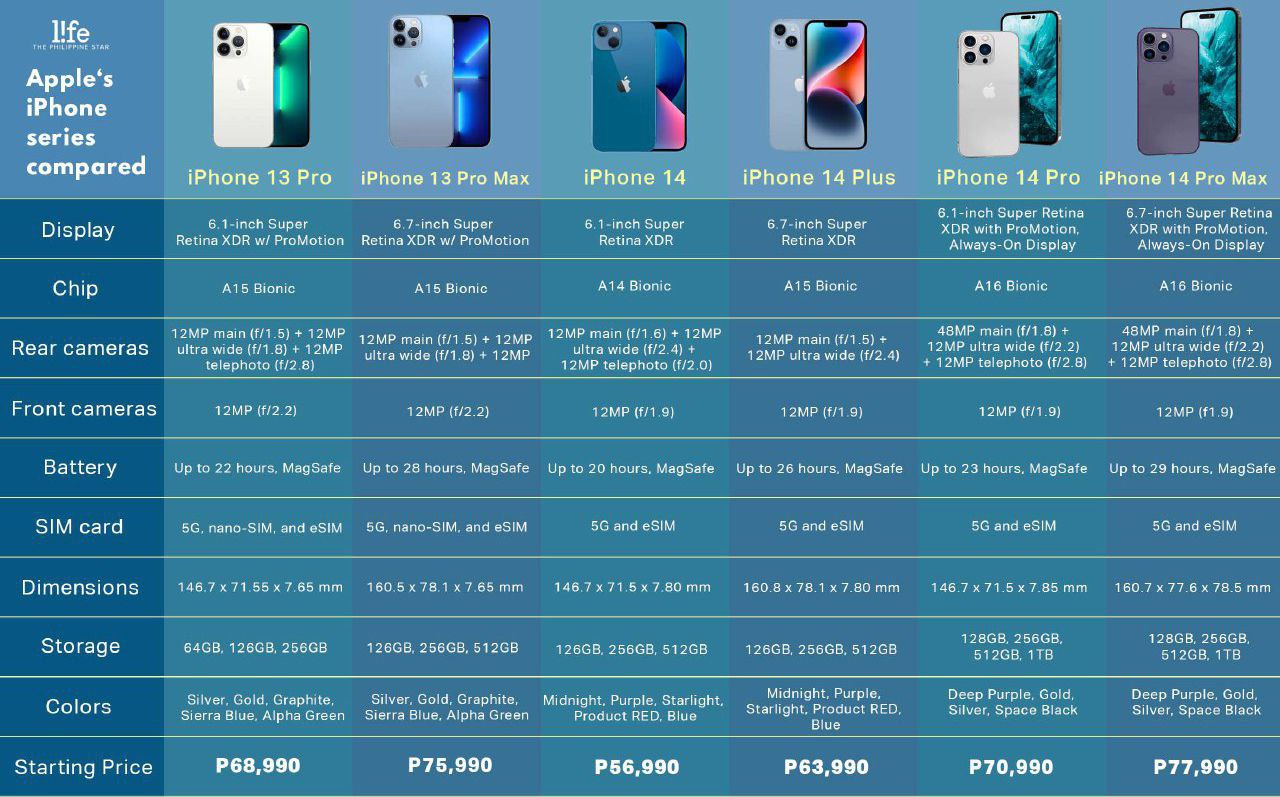 l!fe
THE PHILIPPINE STAR
Apple‘s
iPhone
series
compared
iPhone 13 Pro
iPhone 13 Pro Max
iPhone 14
iPhone 14 Plus
iPhone 14 Pro
iPhone 14 Pro Max
Display
6.1-inch Super
Retina XDR w/ ProMotion
6.7-inch Super
Retina XDR w/ ProMotion
6.1-inch Super
Retina XDR
6.7-inch Super
Retina XDR
6.1-inch Super Retina
XDR with ProMotion,
Always-On Display
6.7-inch Super Retina
XDR with ProMotion,
Always-On Display
Chip
A15 Bionic
A15 Bionic
A14 Bionic
A15 Bionic
A16 Bionic
A16 Bionic
Rear cameras
12MP main (f/1.5) + 12MP
ultra wide (f/1.8) + 12MP
telephoto (f/2.8)
12MP main (f/1.5) + 12MP
ultra wide (f/1.8) + 12MP
12MP main (f/1.6) + 12MP
ultra wide (f/2.4) +
12MP telephoto (f/2.0)
12MP main (f/1.5) +
12MP ultra wide (f/2.4)
48MP main (f/1.8) +
12MP ultra wide (f/2.2)
+ 12MP telephoto (f/2.8)
48MP main (f/1.8) +
12MP ultra wide (f/2.2)
+ 12MP telephoto (f/2.8)
Front cameras
12MP (f/2.2)
12MP (f/2.2)
12MP (f/1.9)
12MP (f/1.9)
12MP (f/1.9)
12MP (f1.9)
Battery
Up to 22 hours, MagSafe
Up to 28 hours, MagSafe
Up to 20 hours, MagSafe
Up to 26 hours, MagSafe
Up to 23 hours, MagSafe
Up to 29 hours, MagSafe
SIM card
5G, nano-SIM, and eSIM
5G, nano-SIM, and eSIM
5G and eSIM
5G and eSIM
5G and eSIM
5G and eSIM
Dimensions
146.7 x 71.55 x 7.65 mm
160.5 x 78.1 x 7.65 mm
146.7 x 71.5 x 7.80 mm
160.8 x 78.1 x 7.80 mm
146.7 x 71.5 x 7.85 mm
160.7 x 77.6 x 78.5 mm
Storage
64GB, 126GB, 256GB
126GB, 256GB, 512GB
126GB, 256GB, 512GB
126GB, 256GB, 512GB
128GB, 256GB,
512GB, 1TB
128GB, 256GB,
512GB, 1TB
Colors
Silver, Gold, Graphite,
Sierra Blue, Alpha Green
Silver, Gold, Graphite,
Sierra Blue, Alpha Green
Midnight, Purple, Starlight,
Product RED, Blue
Midnight, Purple,
Starlight, Product RED,
Blue
Deep Purple, Gold,
Silver, Space Black
Deep Purple, Gold,
Silver, Space Black
Starting Price
P68,990
P75,990
P56,990
P63,990
P70,990
P77,990